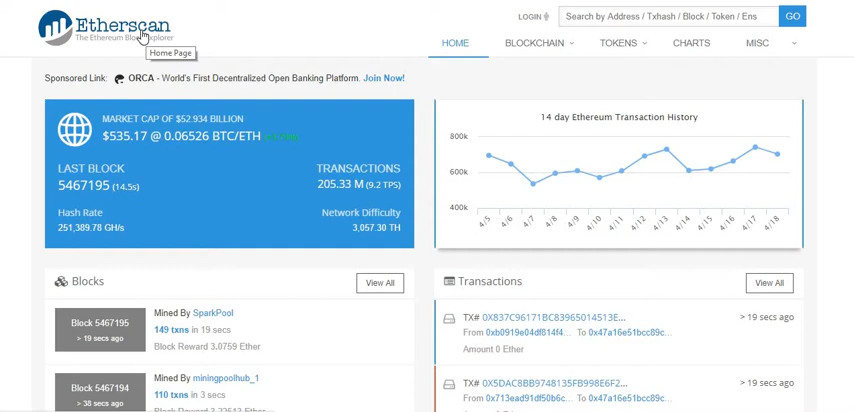 Etherscan
The Ethereum Block Explorer
Home Page
LOGIN
Search by Address / Txhash / Block / Token / Ens
GO
HOME
BLOCKCHAIN
TOKENS
CHARTS
MISC
Sponsored Link: ORCA - World's First Decentralized Open Banking Platform. Join Now!
MARKET CAP OF $52.934 BILLION
$535.17 @ 0.06526 BTC/ETH
LAST BLOCK
5467195 (14.5s)
TRANSACTIONS
205.33 M (9.2 TPS)
Hash Rate
251,389.78 GH/s
Network Difficulty
3,057.30 TH
14 day Ethereum Transaction History
800k
600k
400k
4/5 4/6 4/7 4/8 4/9 4/10 4/11 4/12 4/13 4/14 4/15 4/16 4/17 4/18
Blocks
View All
Block 5467195
> 19 secs ago
Mined By SparkPool
149 txns in 19 secs
Block Reward 3.0759 Ether
Block 5467194
> 38 secs ago
Mined By miningpoolhub_1
110 txns in 3 secs
Block Reward 3.22613 Ether
Transactions
View All
TX# 0X837C96171BC83965014513E...
> 19 secs ago
From 0xb0919e04df814f4... To 0x47a16e51bcc89c...
Amount 0 Ether
TX# 0X5DAC8BB9748135FB998E6F2...
> 19 secs ago
From 0x713ead91df50b6c... To 0x47a16e51bcc89c...